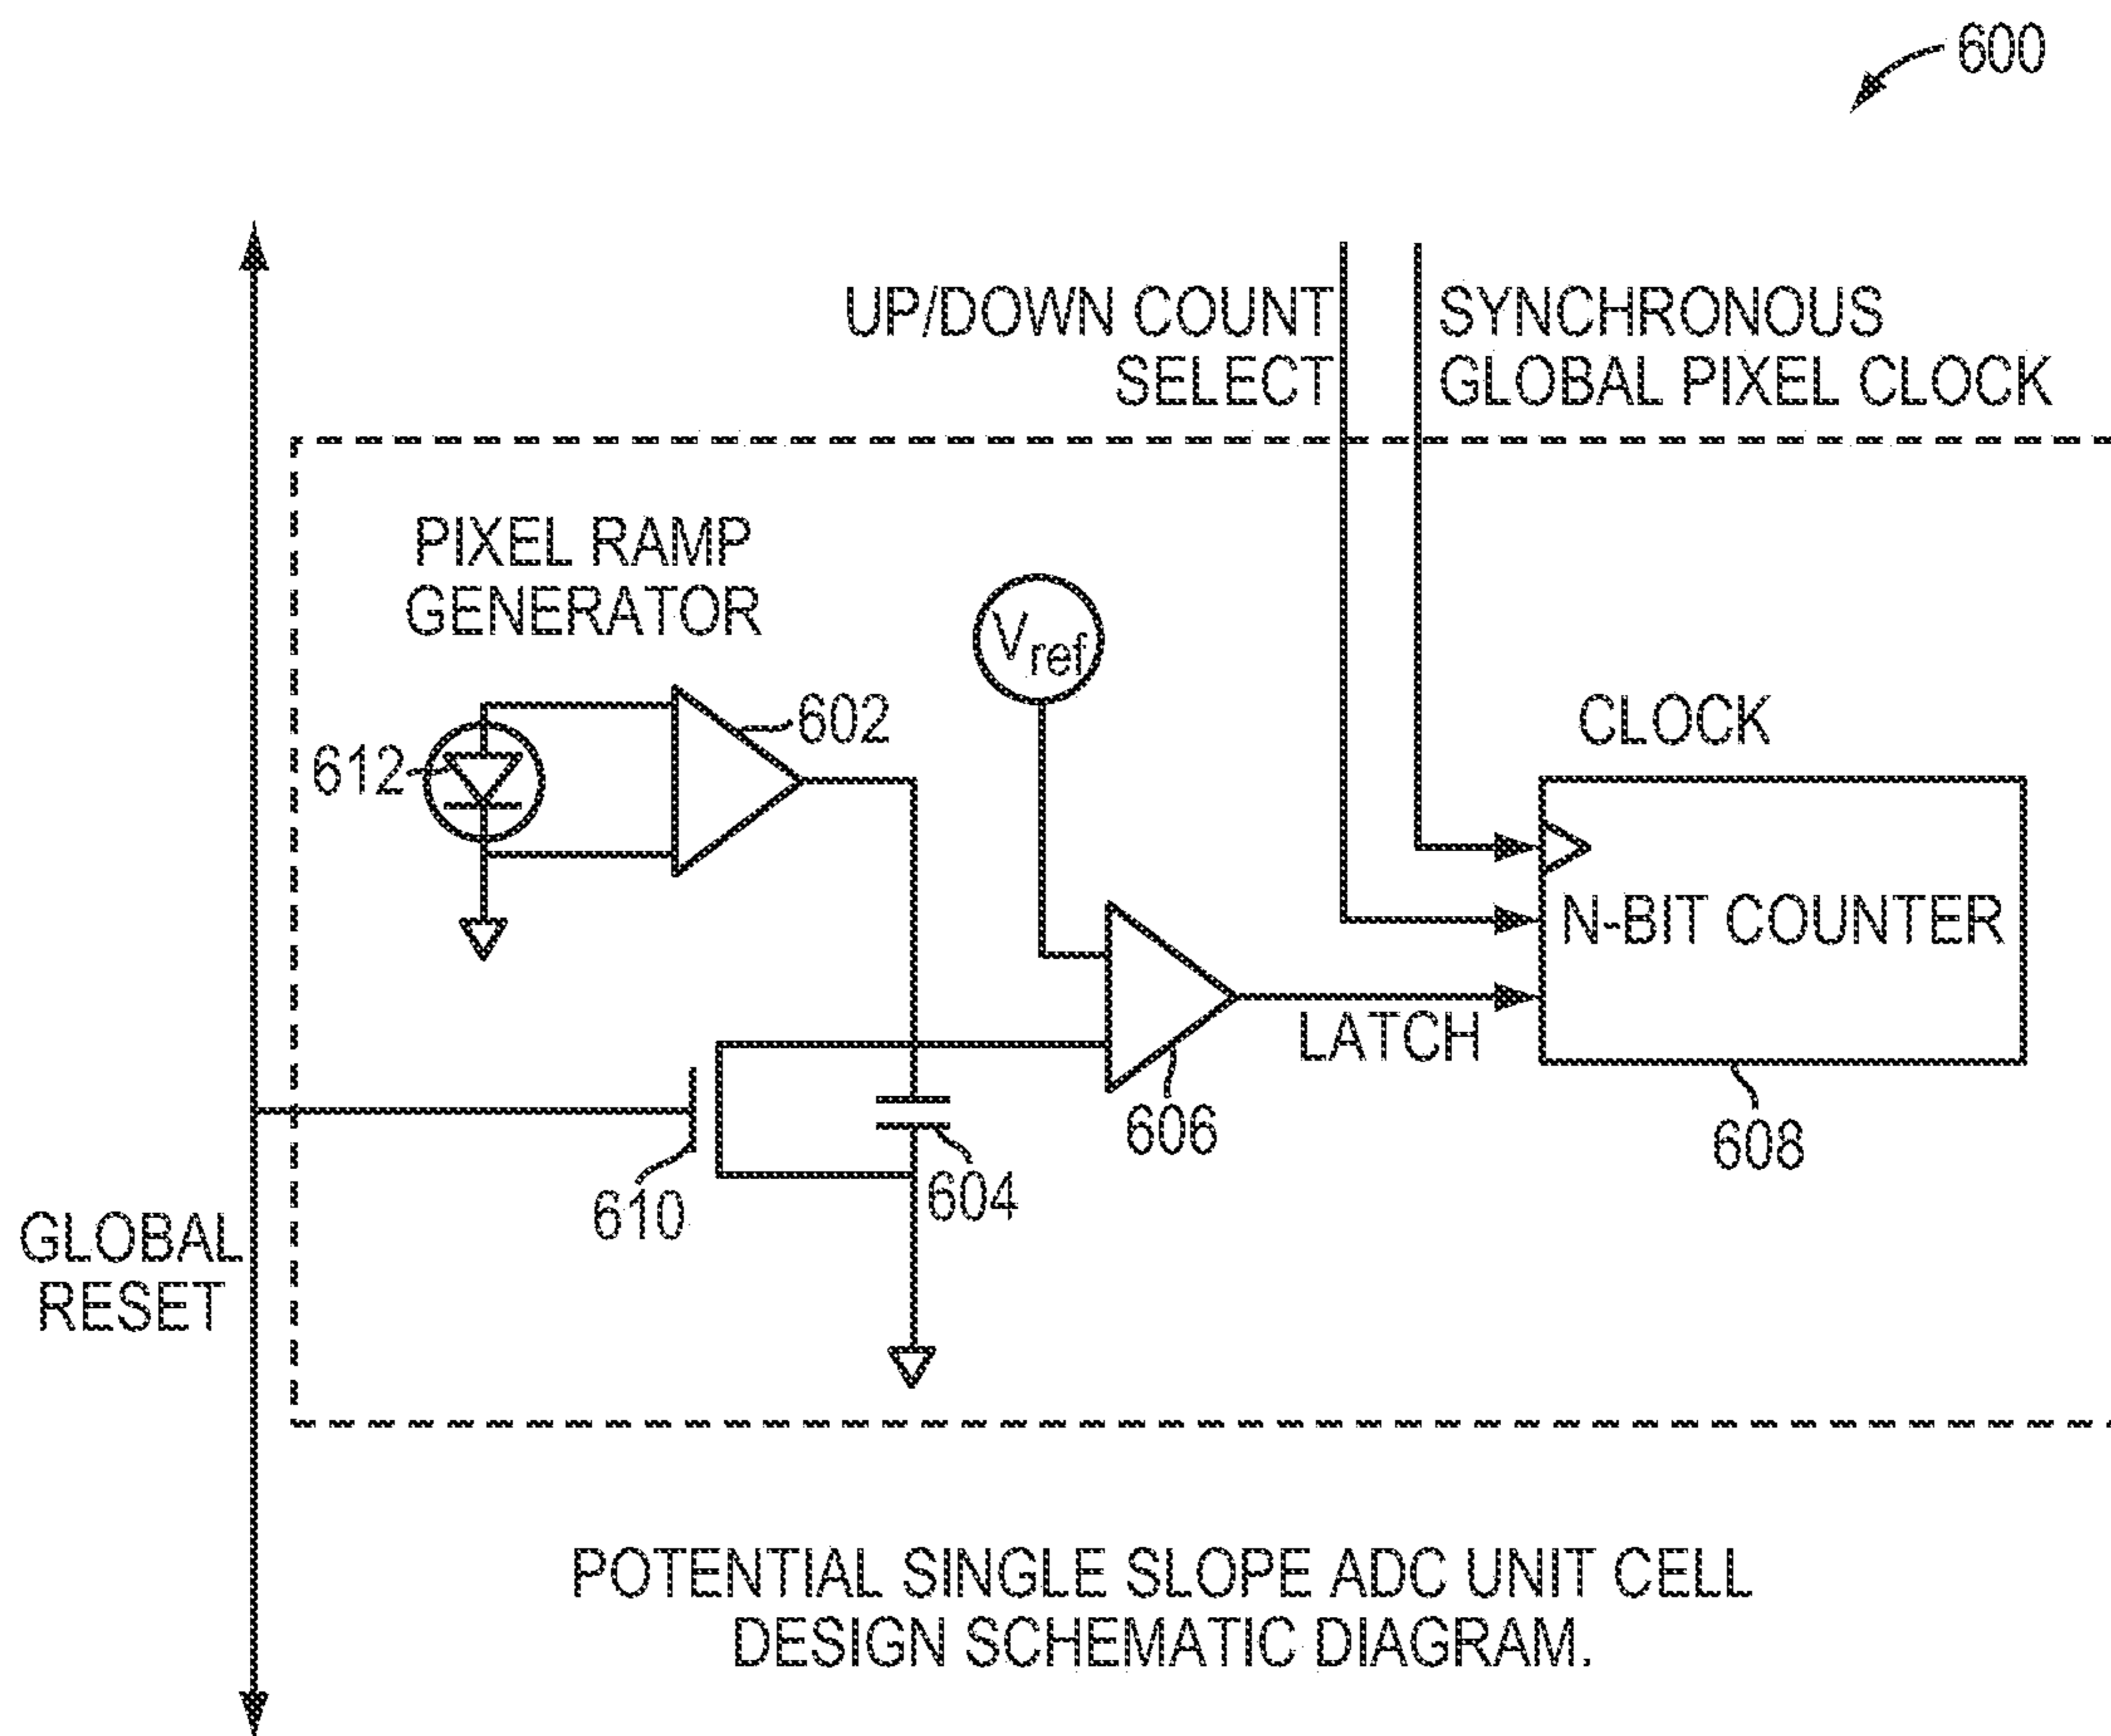 600
UP/DOWN COUNT
SELECT
SYNCHRONOUS
GLOBAL PIXEL CLOCK
PIXEL RAMP
GENERATOR
Vref
602
612
CLOCK
N-BIT COUNTER
LATCH
606
608
610
604
GLOBAL
RESET
POTENTIAL SINGLE SLOPE ADC UNIT CELL
DESIGN SCHEMATIC DIAGRAM.